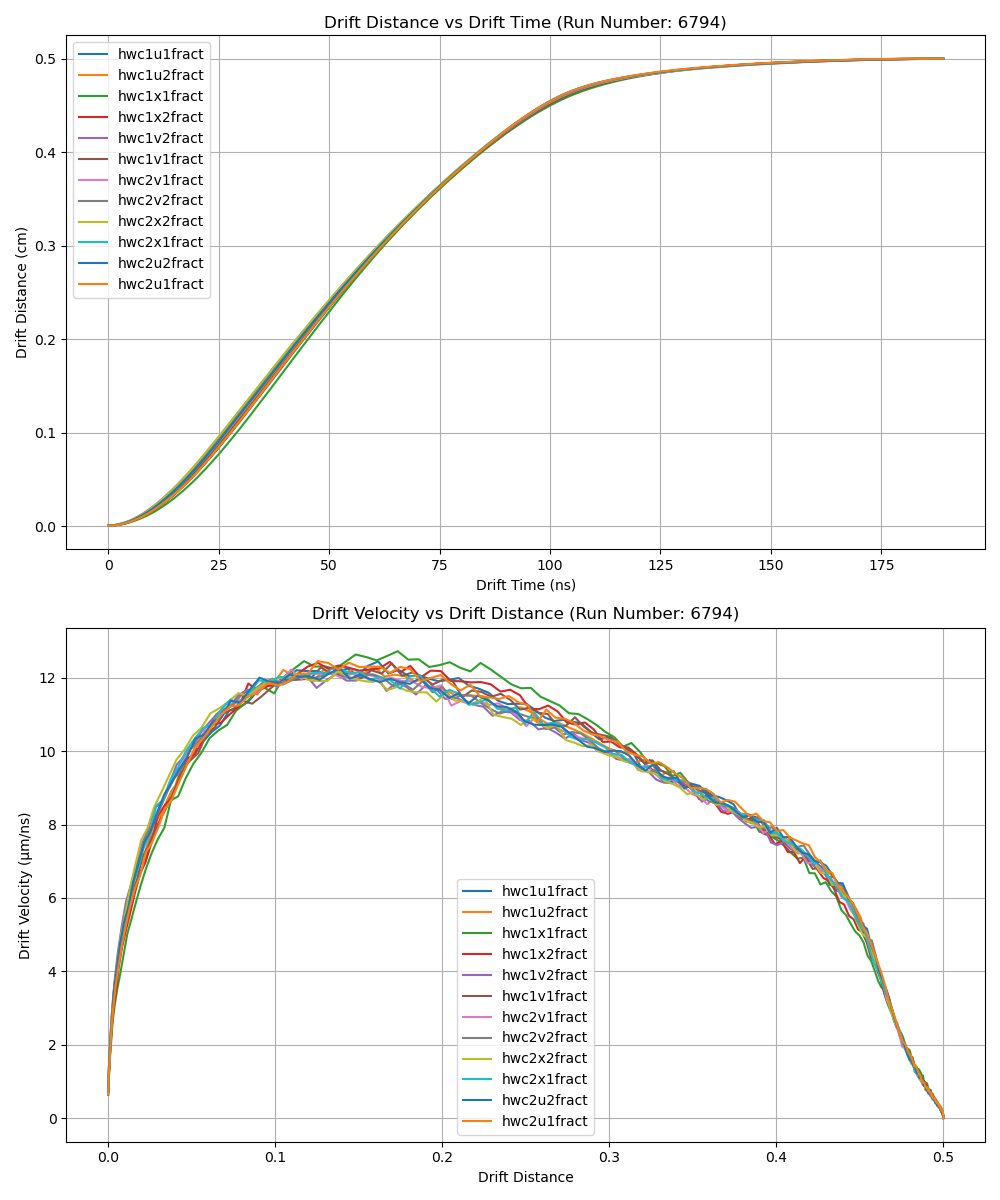 Drift Distance vs Drift Time (Run Number: 6794)
hwc1u1fract
hwc1u2fract
hwc1x1fract
hwc1x2fract
hwc1v2fract
hwc1v1fract
hwc2v1fract
hwc2v2fract
hwc2x2fract
hwc2x1fract
hwc2u2fract
hwc2u1fract
0.5
0.4
0.3
0.2
0.1
0.0
Drift Distance (cm)
0 25 50 75 100 125 150 175
Drift Time (ns)
Drift Velocity vs Drift Distance (Run Number: 6794)
12
10
8
6
4
2
0
Drift Velocity (μm/ns)
hwc1u1fract
hwc1u2fract
hwc1x1fract
hwc1x2fract
hwc1v2fract
hwc1v1fract
hwc2v1fract
hwc2v2fract
hwc2x2fract
hwc2x1fract
hwc2u2fract
hwc2u1fract
0.0 0.1 0.2 0.3 0.4 0.5
Drift Distance